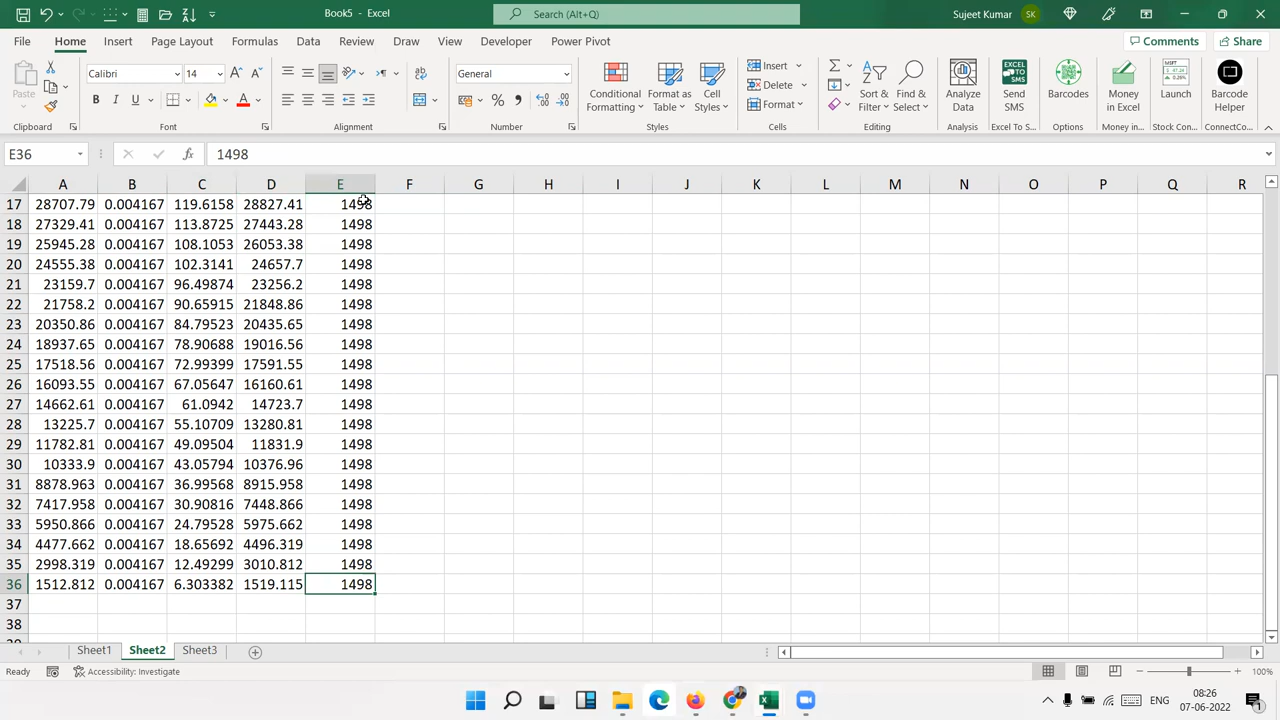 Book5 - Excel
Search (Alt+Q)
Sujeet Kumar
SK
File Home Insert Page Layout Formulas Data Review Draw View Developer Power Pivot
Comments Share
Paste
Calibri 14
B I U
General
Conditional Formatting
Format as Table
Cell Styles
Insert
Delete
Format
Sort & Filter
Find & Select
Analyze Data
Send SMS
Barcodes
Money in Excel
Launch
Barcode Helper
Clipboard Font Alignment Number Styles Cells Editing Analysis Excel To S... Options Money in... Stock Con... ConnectCo...
E36 fx 1498
A B C D E F G H I J K L M N O P Q R
17 28707.79 0.004167 119.6158 28827.41 1498
18 27329.41 0.004167 113.8725 27443.28 1498
19 25945.28 0.004167 108.1053 26053.38 1498
20 24555.38 0.004167 102.3141 24657.7 1498
21 23159.7 0.004167 96.49874 23256.2 1498
22 21758.2 0.004167 90.65915 21848.86 1498
23 20350.86 0.004167 84.79523 20435.65 1498
24 18937.65 0.004167 78.90688 19016.56 1498
25 17518.56 0.004167 72.99399 17591.55 1498
26 16093.55 0.004167 67.05647 16160.61 1498
27 14662.61 0.004167 61.0942 14723.7 1498
28 13225.7 0.004167 55.10709 13280.81 1498
29 11782.81 0.004167 49.09504 11831.9 1498
30 10333.9 0.004167 43.05794 10376.96 1498
31 8878.963 0.004167 36.99568 8915.958 1498
32 7417.958 0.004167 30.90816 7448.866 1498
33 5950.866 0.004167 24.79528 5975.662 1498
34 4477.662 0.004167 18.65692 4496.319 1498
35 2998.319 0.004167 12.49299 3010.812 1498
36 1512.812 0.004167 6.303382 1519.115 1498
37
38
Sheet1 Sheet2 Sheet3
Ready Accessibility: Investigate 100%
ENG
08:26
07-06-2022